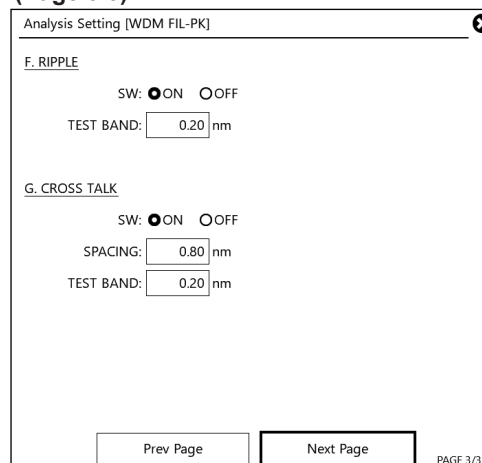 Analysis Setting [WDM FIL-PK]
F. RIPPLE
SW: ON OFF
TEST BAND: 0.20 nm
G. CROSS TALK
SW: ON OFF
SPACING: 0.80 nm
TEST BAND: 0.20 nm
Prev Page Next Page PAGE 3/3